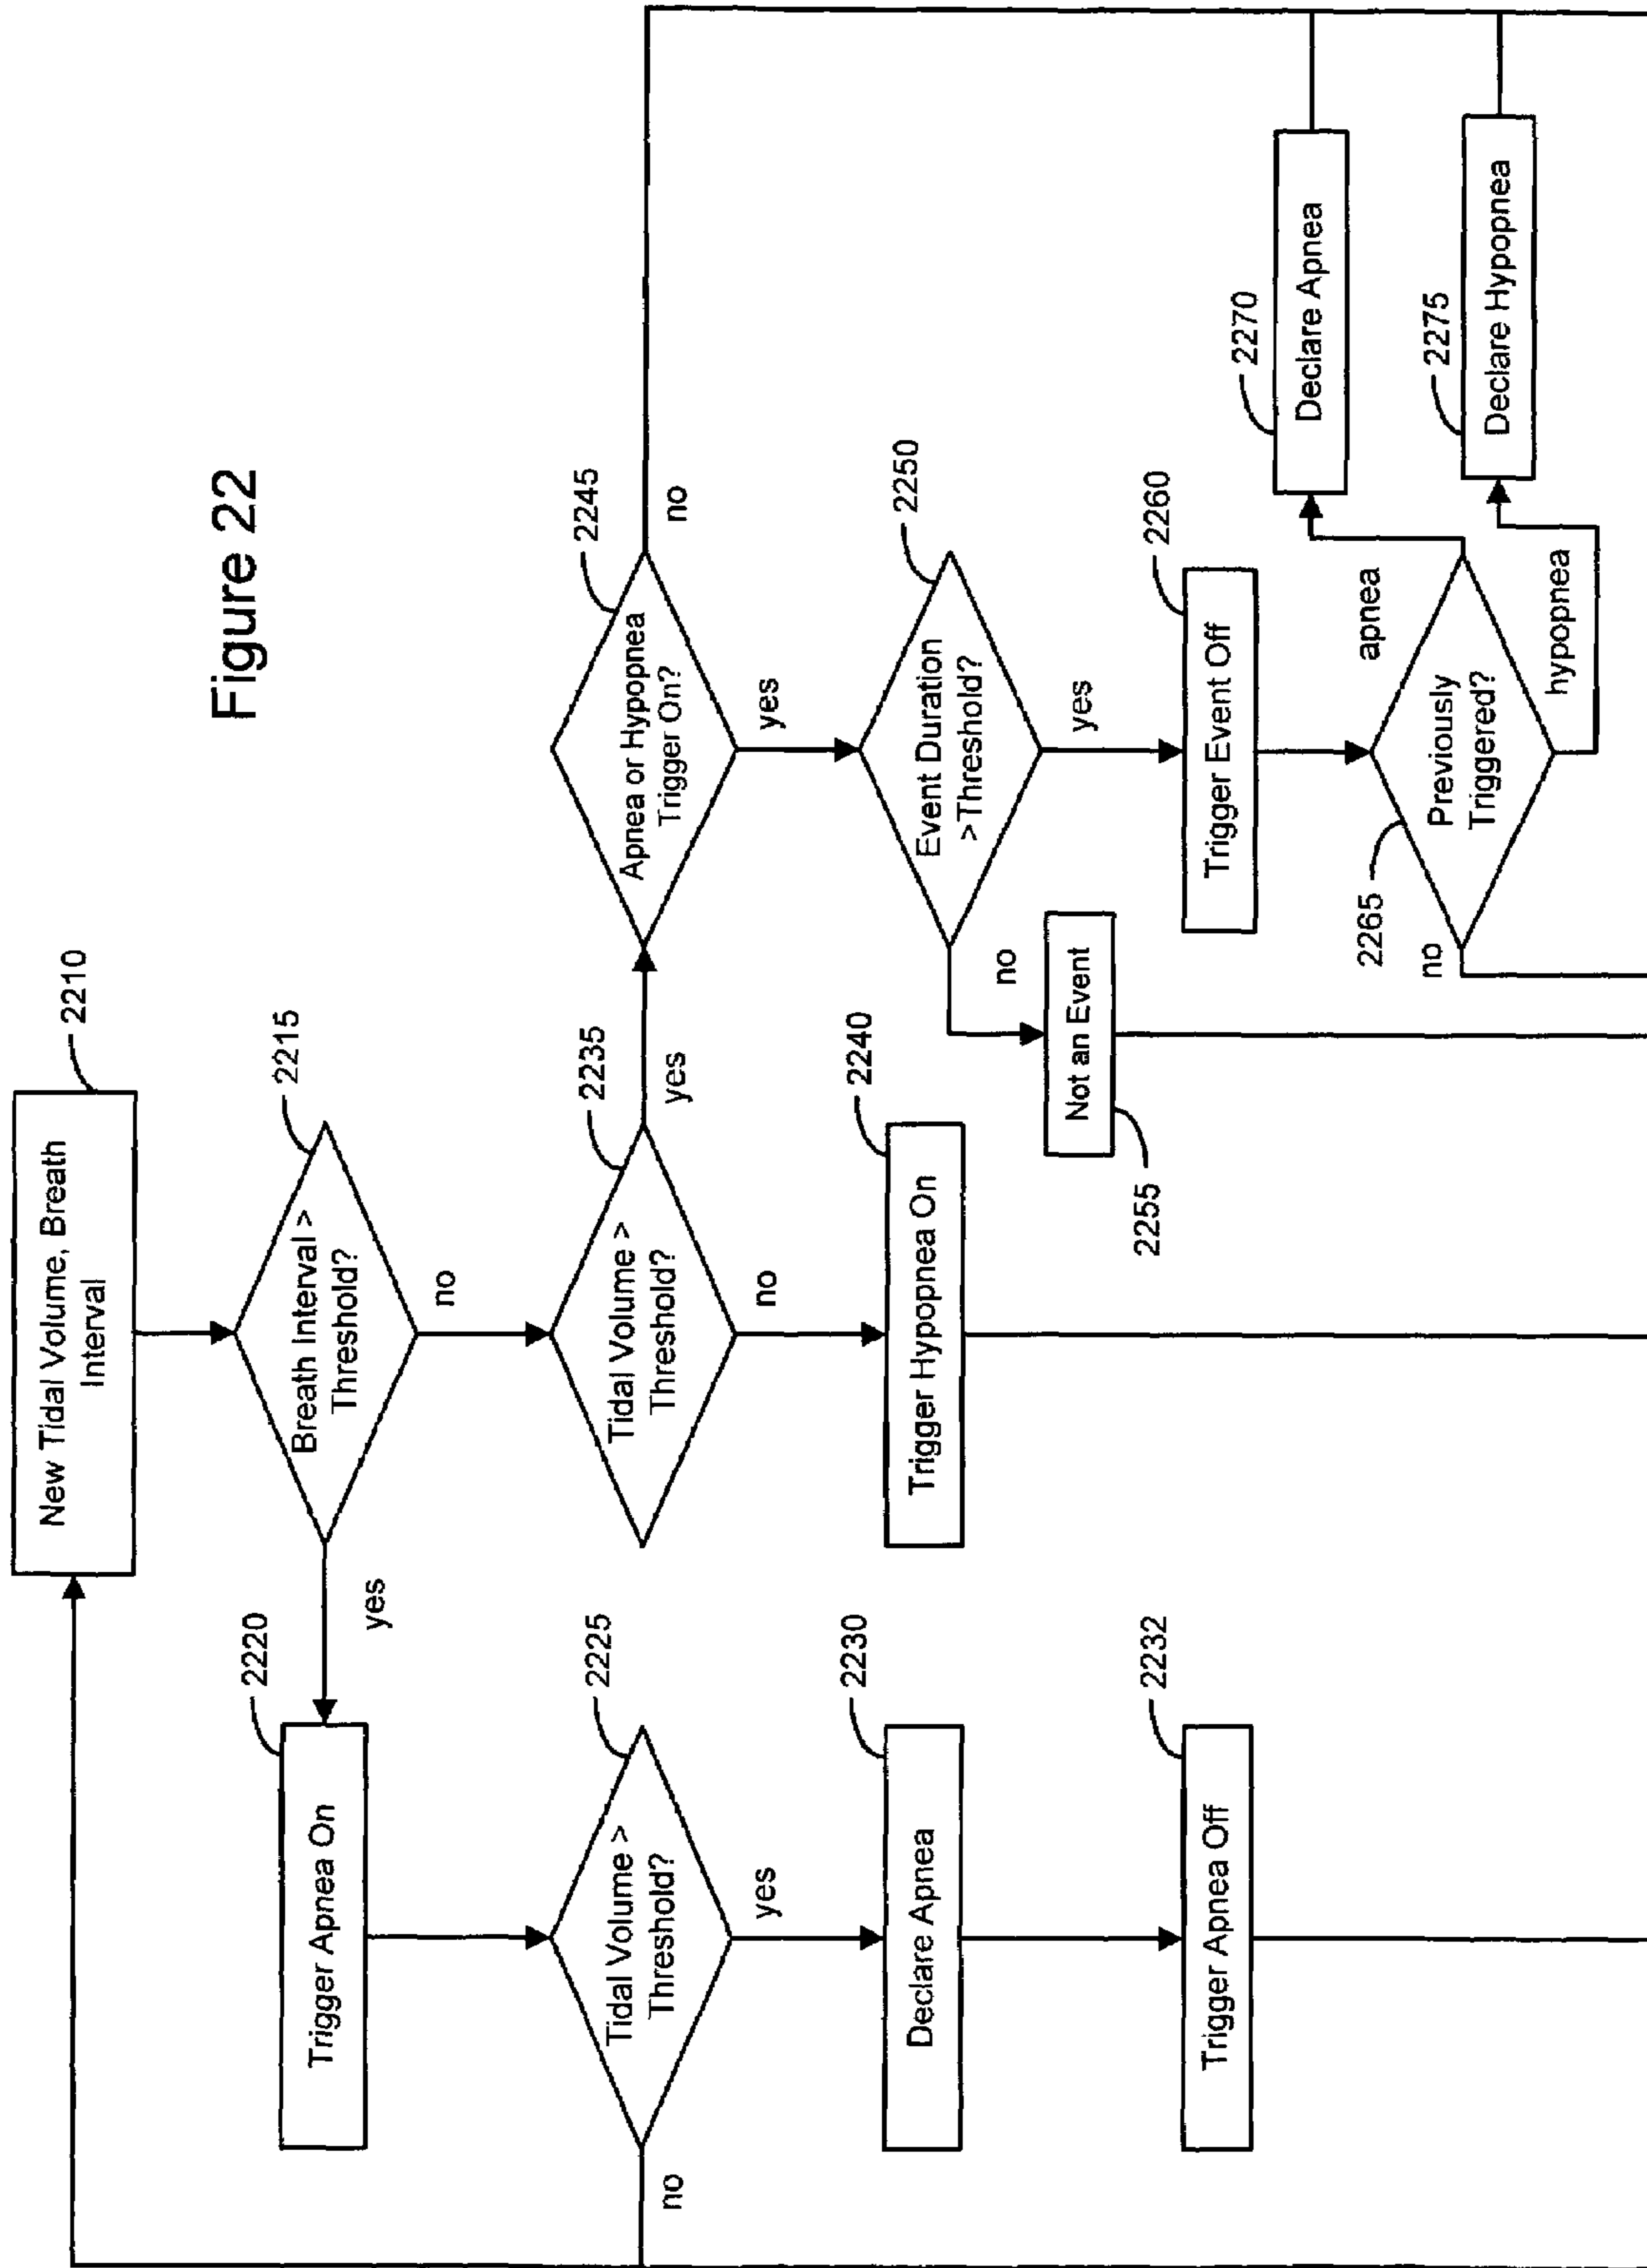 Figure 22
2210
New Tidal Volume, Breath
Interval
2215
Breath Interval >
Threshold?
yes
no
2220
Trigger Apnea On
2225
Tidal Volume >
Threshold?
no
yes
2230
Declare Apnea
2232
Trigger Apnea Off
2235
Tidal Volume >
Threshold?
yes
no
2240
Trigger Hypopnea On
2245
Apnea or Hypopnea
Trigger On?
no
yes
2250
Event Duration
>Threshold?
no
yes
Not an Event
2255
2260
Trigger Event Off
2265
Previously
Triggered?
no
apnea
hypopnea
2270
Declare Apnea
2275
Declare Hypopnea